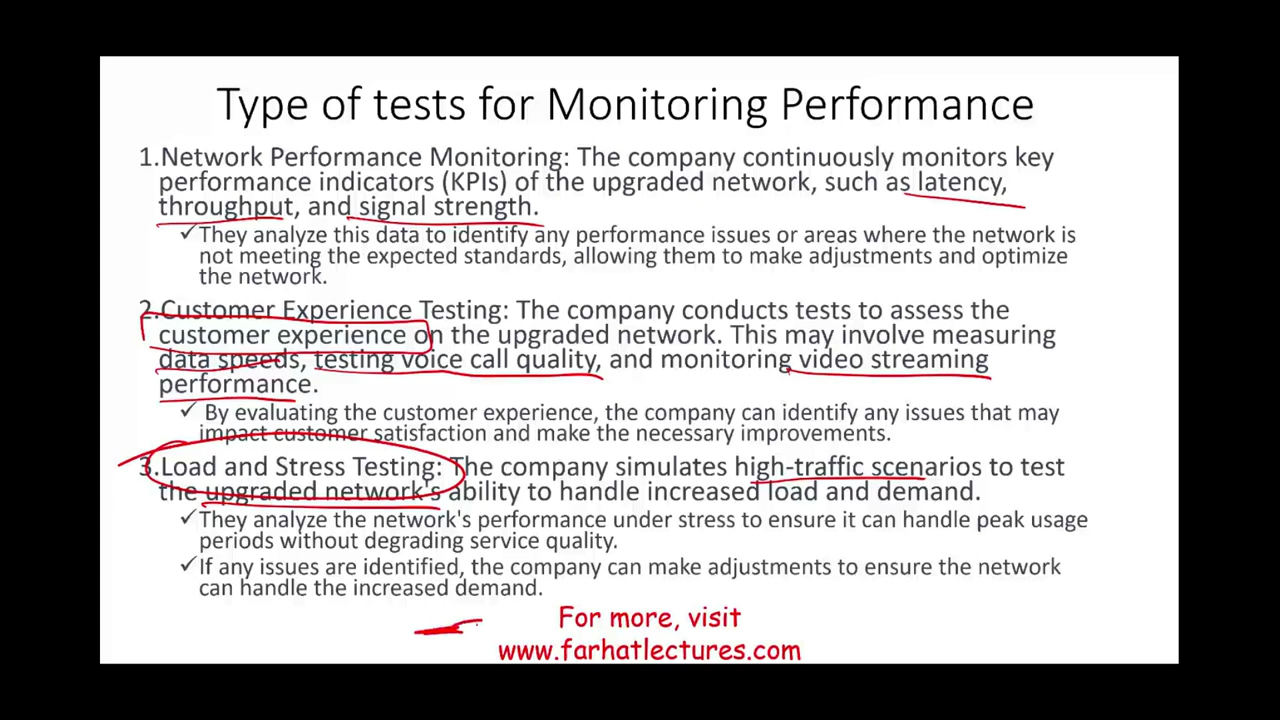 Type of tests for Monitoring Performance
1.Network Performance Monitoring: The company continuously monitors key
performance indicators (KPIs) of the upgraded network, such as latency,
throughput, and signal strength.
✓They analyze this data to identify any performance issues or areas where the network is
not meeting the expected standards, allowing them to make adjustments and optimize
the network.
2.Customer Experience Testing: The company conducts tests to assess the
customer experience on the upgraded network. This may involve measuring
data speeds, testing voice call quality, and monitoring video streaming
performance.
✓ By evaluating the customer experience, the company can identify any issues that may
impact customer satisfaction and make the necessary improvements.
3.Load and Stress Testing: The company simulates high-traffic scenarios to test
the upgraded network's ability to handle increased load and demand.
✓They analyze the network's performance under stress to ensure it can handle peak usage
periods without degrading service quality.
✓If any issues are identified, the company can make adjustments to ensure the network
can handle the increased demand.
For more, visit
www.farhatlectures.com